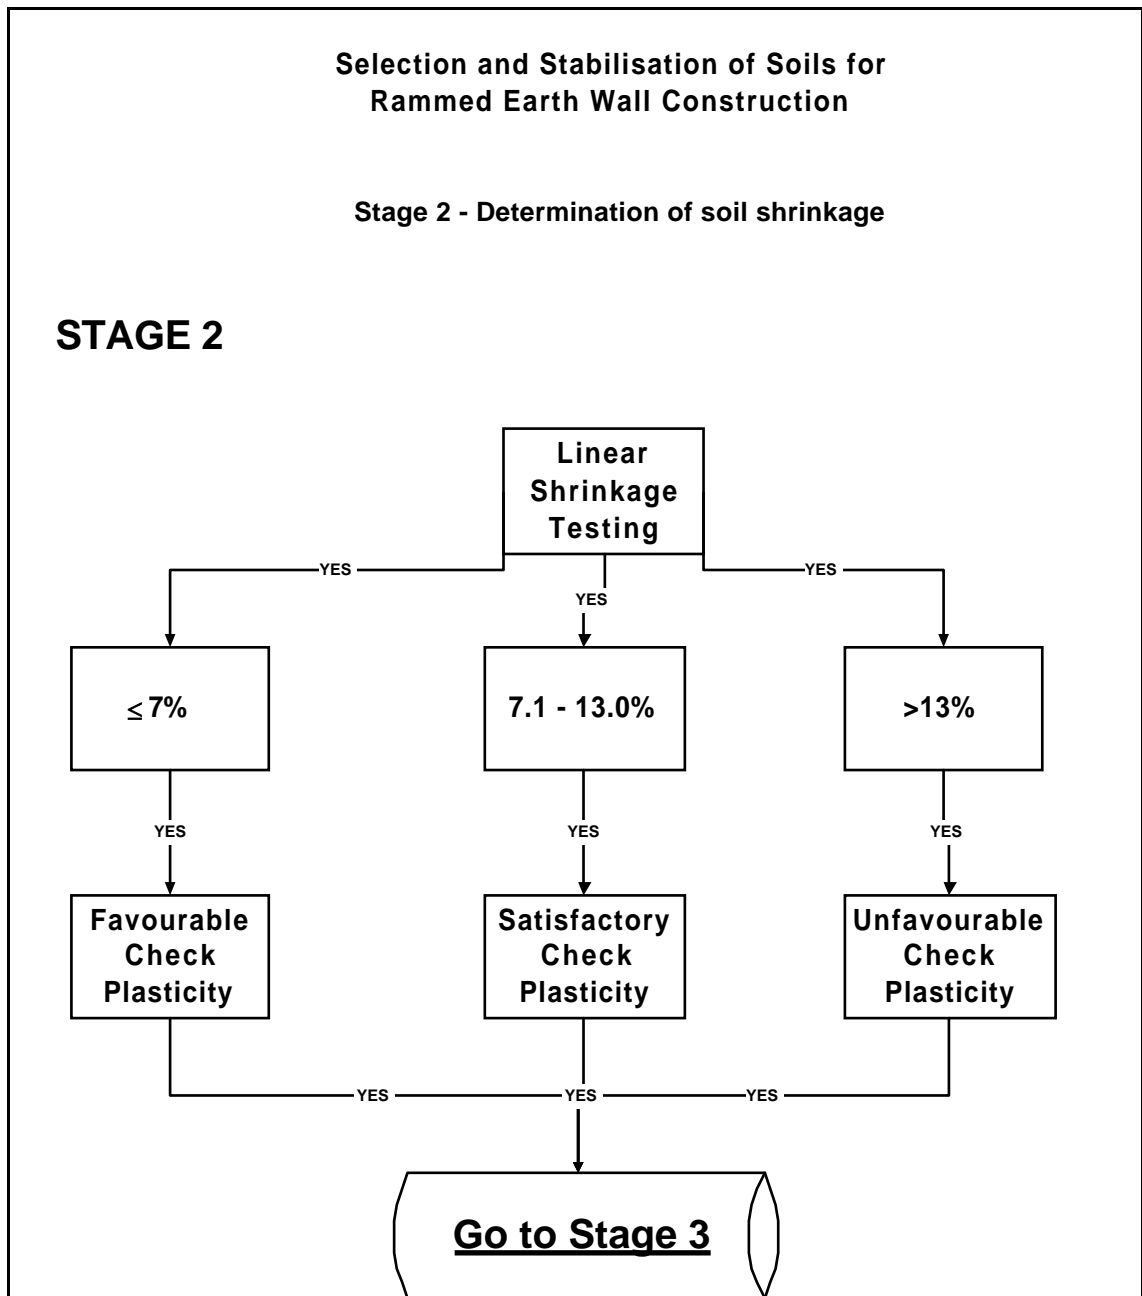 Selection and Stabilisation of Soils for
Rammed Earth Wall Construction
Stage 2 - Determination of soil shrinkage
STAGE 2
Linear
Shrinkage
Testing
YES
YES
YES
≤ 7%
7.1 - 13.0%
>13%
YES
YES
YES
Favourable
Check
Plasticity
Satisfactory
Check
Plasticity
Unfavourable
Check
Plasticity
YES
YES
YES
Go to Stage 3